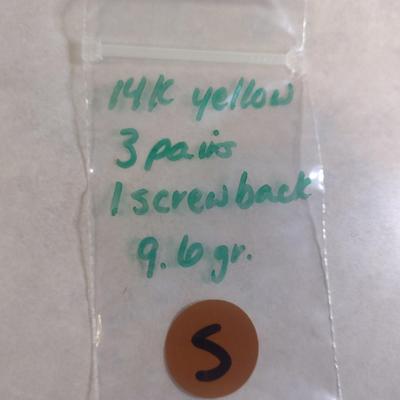 14K yellow
3 pairs
1 screwback
9.6 gr.
S